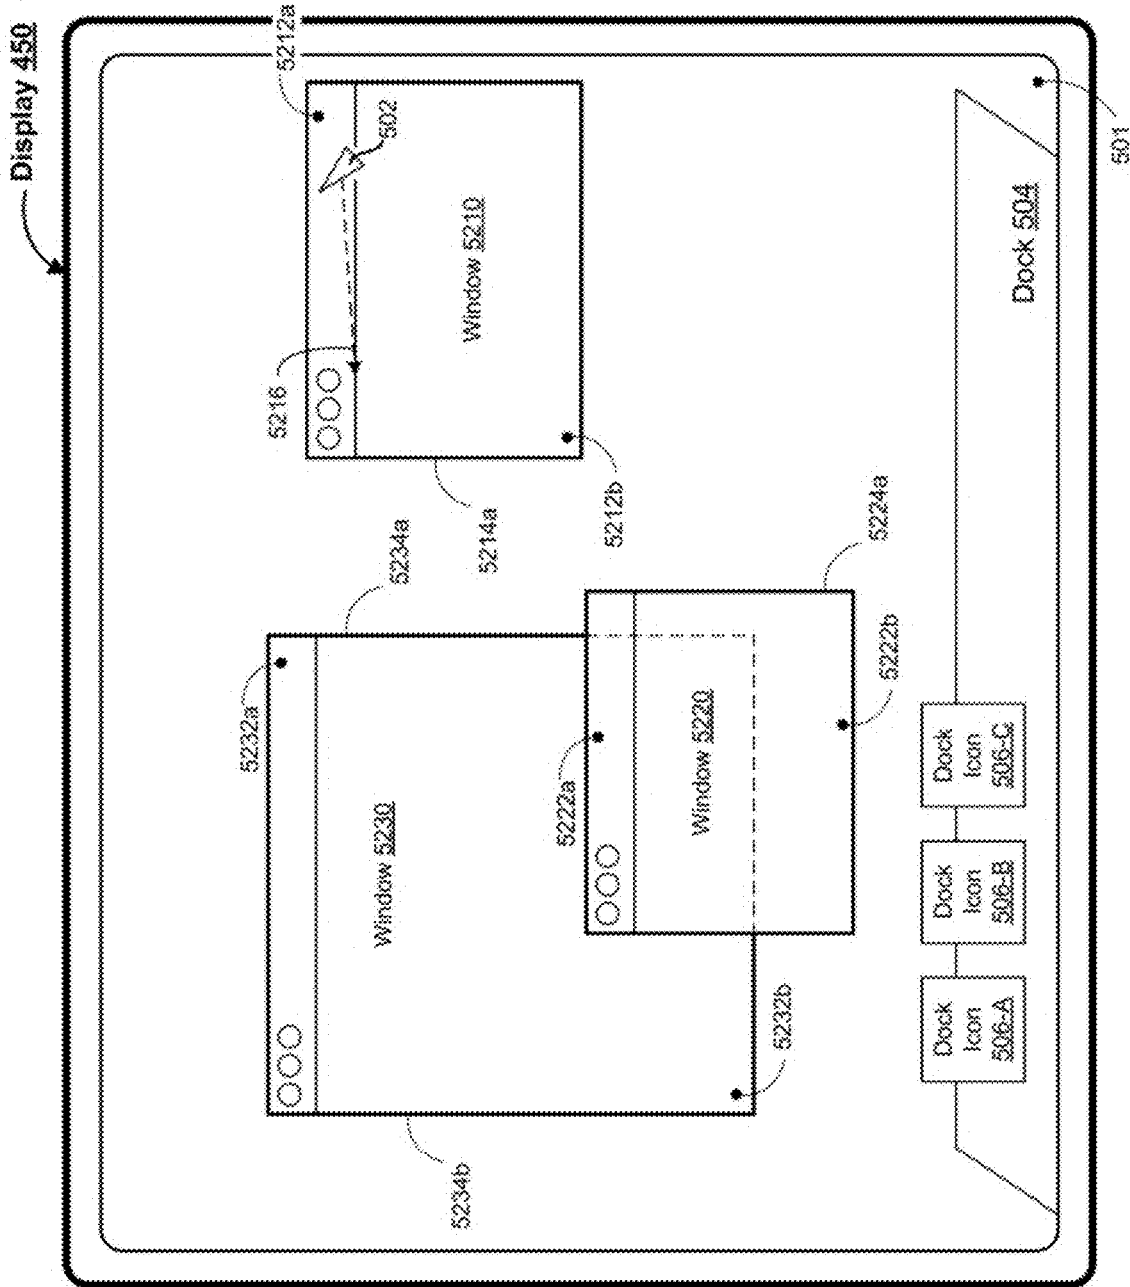 Display 450
5232a
5234b
5234a
Window 5230
5232b
5222a
Window 5220
5222b
5224a
5216
5212a
502
Window 5210
5214a
5212b
Dock
Icon
506-A
Dock
Icon
506-B
Dock
Icon
506-C
Dock 504
501